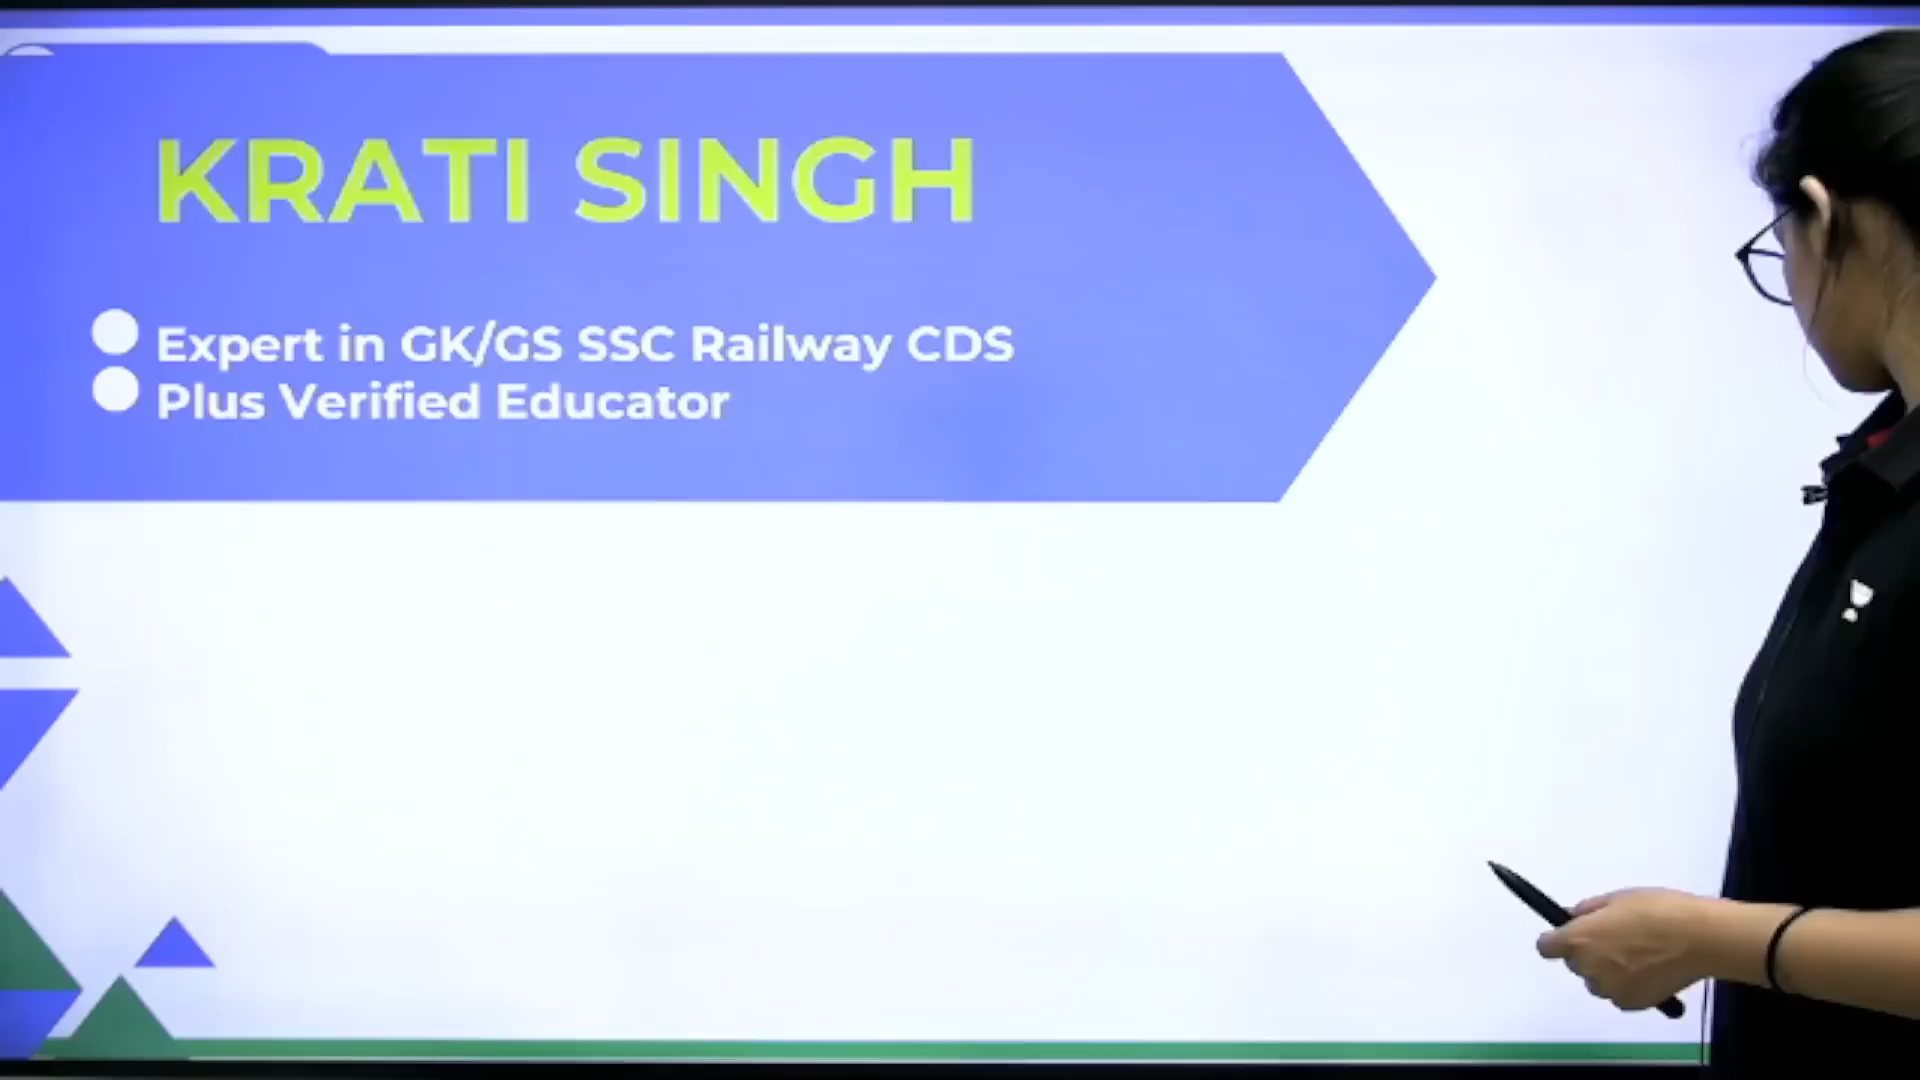 KRATI SINGH
Expert in GK/GS SSC Railway CDS
Plus Verified Educator